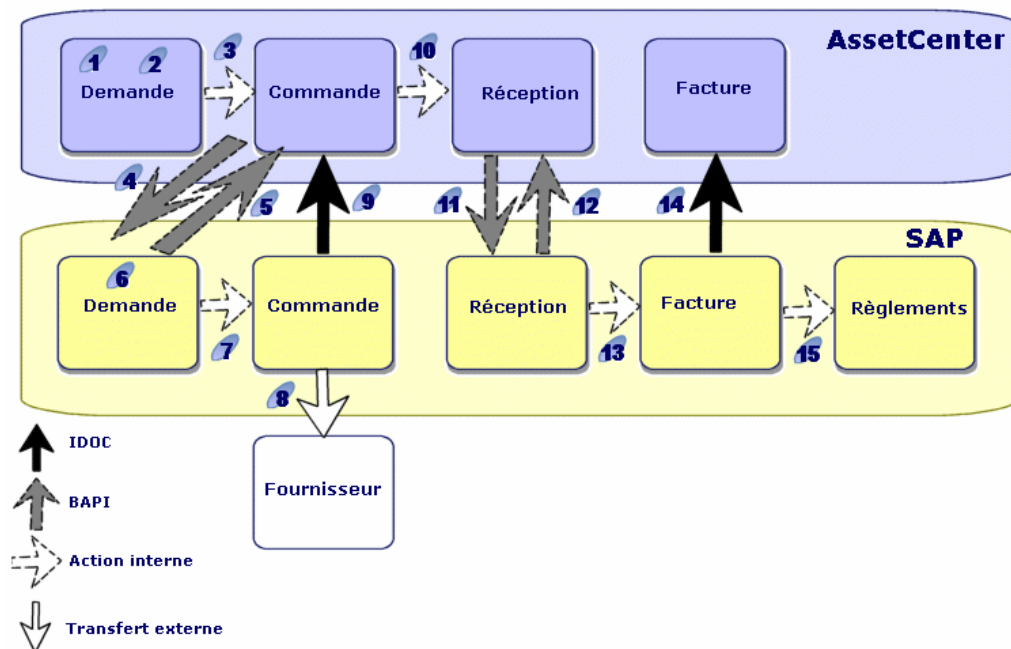 AssetCenter
1 2 3 10
Demande Commande Réception Facture
4 5 9 11 12 14
SAP
6
Demande Commande Réception Facture Règlements
7 13 15
8
IDOC
Fournisseur
BAPI
Action interne
Transfert externe